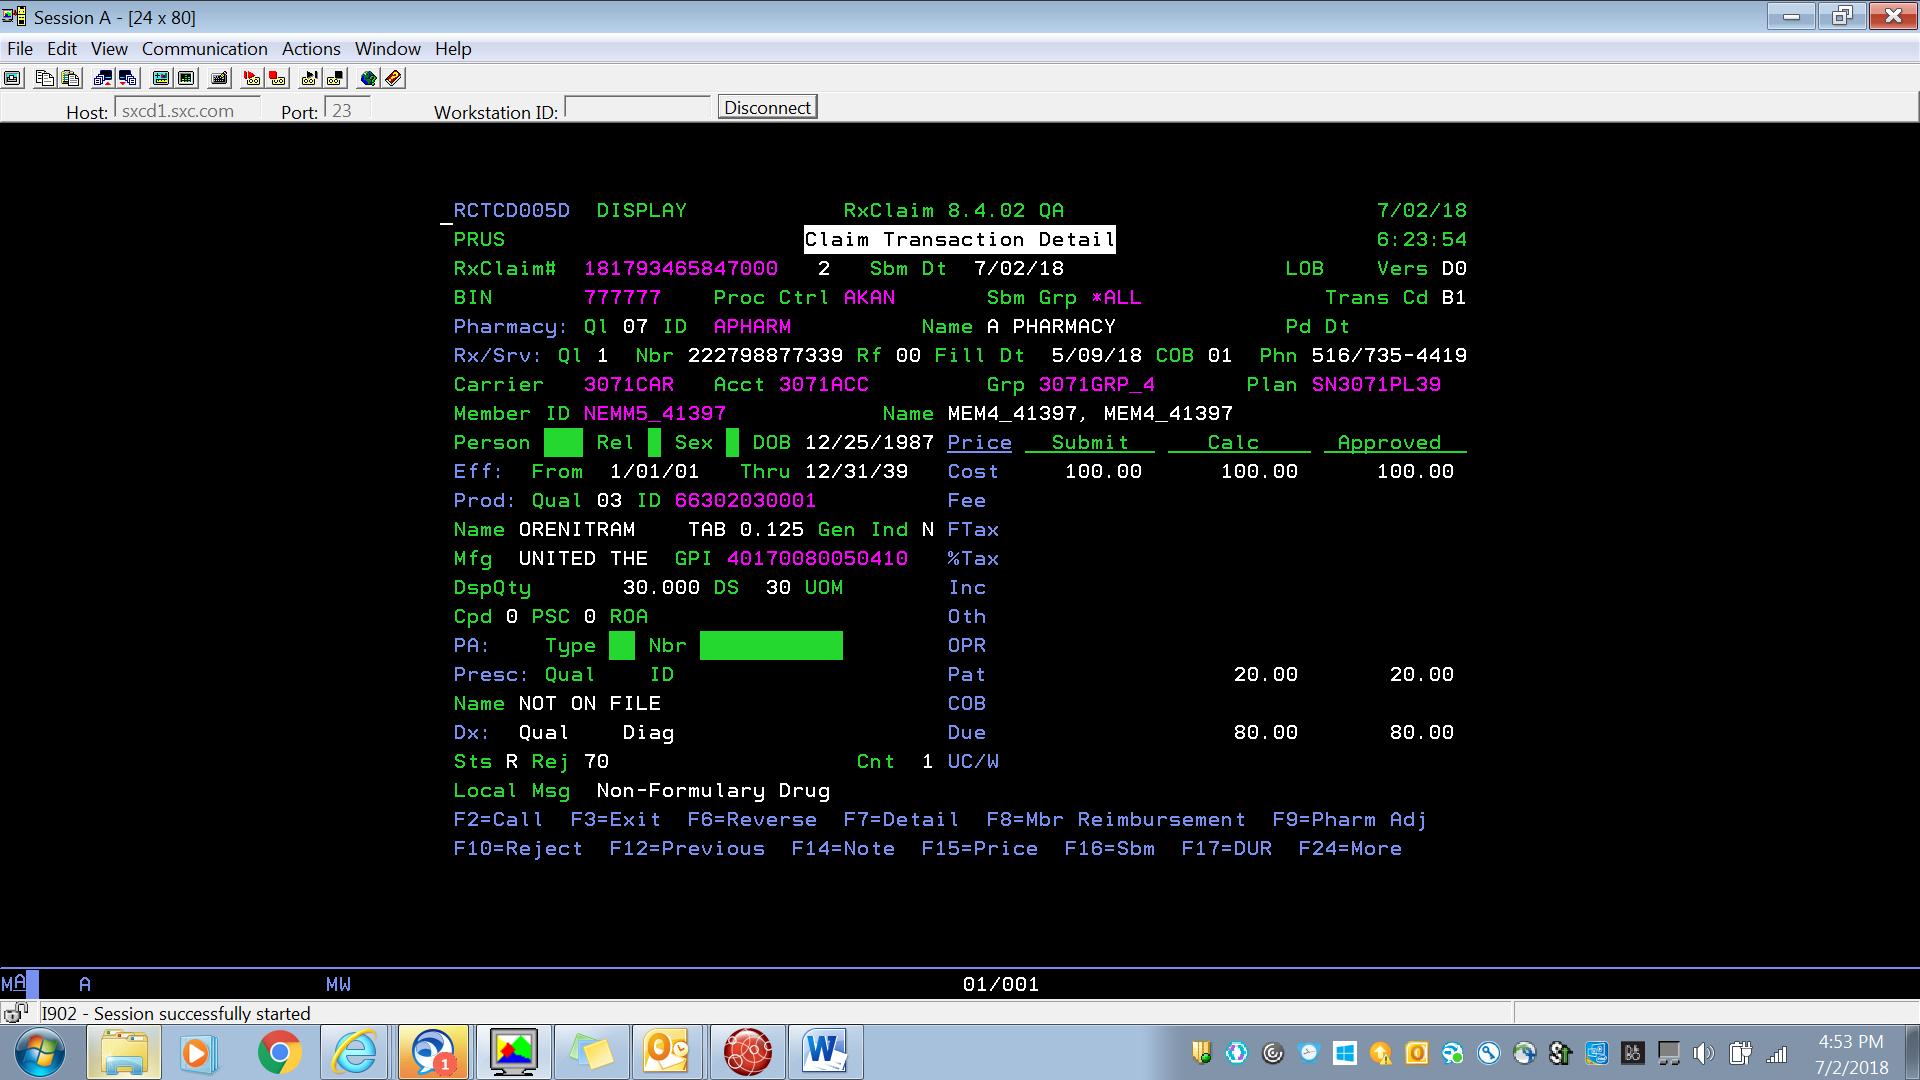 Session A - [24 x 80]
File Edit View Communication Actions Window Help
Host: sxcd1.sxc.com Port: 23 Workstation ID: Disconnect
RCTCD005D DISPLAY RxClaim 8.4.02 QA 7/02/18
PRUS Claim Transaction Detail 6:23:54
RxClaim# 181793465847000 2 Sbm Dt 7/02/18 LOB Vers D0
BIN 777777 Proc Ctrl AKAN Sbm Grp *ALL Trans Cd B1
Pharmacy: Ql 07 ID APHARM Name A PHARMACY Pd Dt
Rx/Srv: Ql 1 Nbr 222798877339 Rf 00 Fill Dt 5/09/18 COB 01 Phn 516/735-4419
Carrier 3071CAR Acct 3071ACC Grp 3071GRP_4 Plan SN3071PL39
Member ID NEMM5_41397 Name MEM4_41397, MEM4_41397
Person Rel Sex DOB 12/25/1987 Price Submit Calc Approved
Eff: From 1/01/01 Thru 12/31/39 Cost 100.00 100.00 100.00
Prod: Qual 03 ID 66302030001 Fee
Name ORENITRAM TAB 0.125 Gen Ind N FTax
Mfg UNITED THE GPI 40170080050410 %Tax
DspQty 30.000 DS 30 UOM Inc
Cpd 0 PSC 0 ROA Oth
PA: Type Nbr OPR
Presc: Qual ID Pat 20.00 20.00
Name NOT ON FILE COB
Dx: Qual Diag Due 80.00 80.00
Sts R Rej 70 Cnt 1 UC/W
Local Msg Non-Formulary Drug
F2=Call F3=Exit F6=Reverse F7=Detail F8=Mbr Reimbursement F9=Pharm Adj
F10=Reject F12=Previous F14=Note F15=Price F16=Sbm F17=DUR F24=More
MA A MW 01/001
I902 - Session successfully started
4:53 PM
7/2/2018